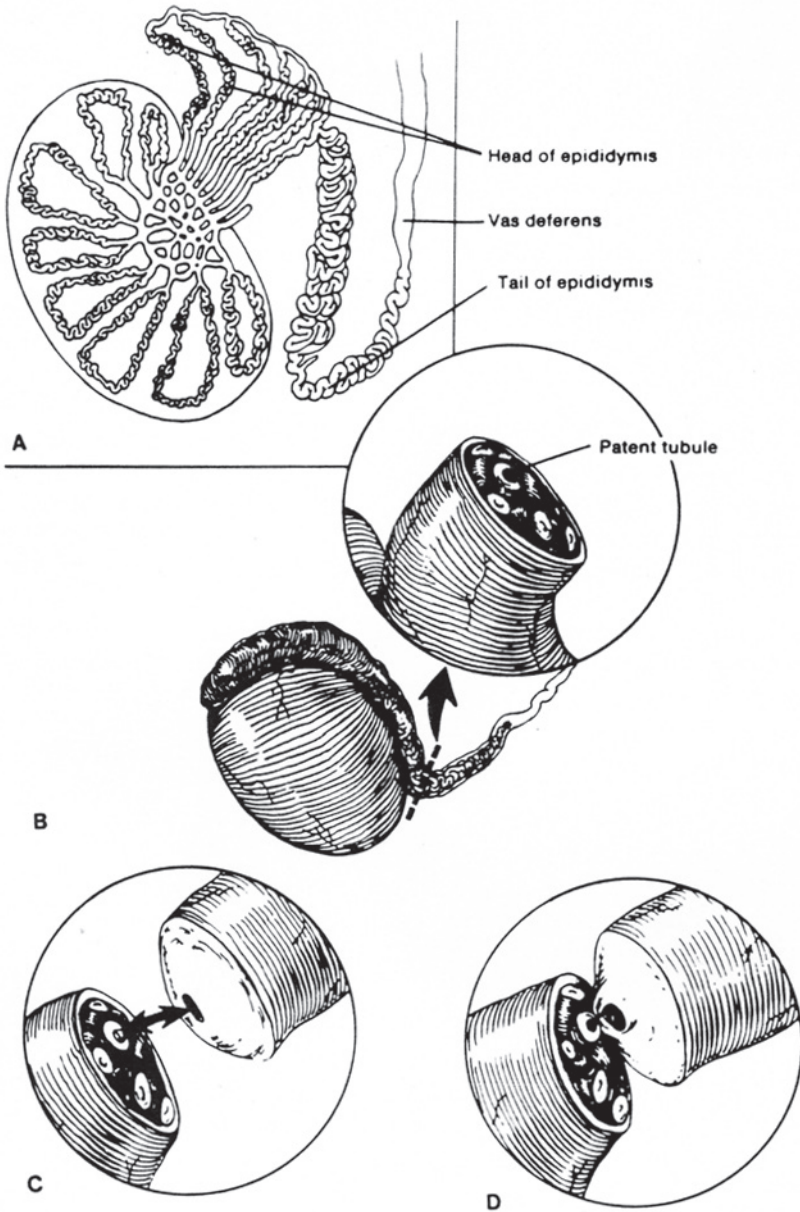 Head of epididymis
Vas deferens
Tail of epididymis
A
Patent tubule
B
C
D